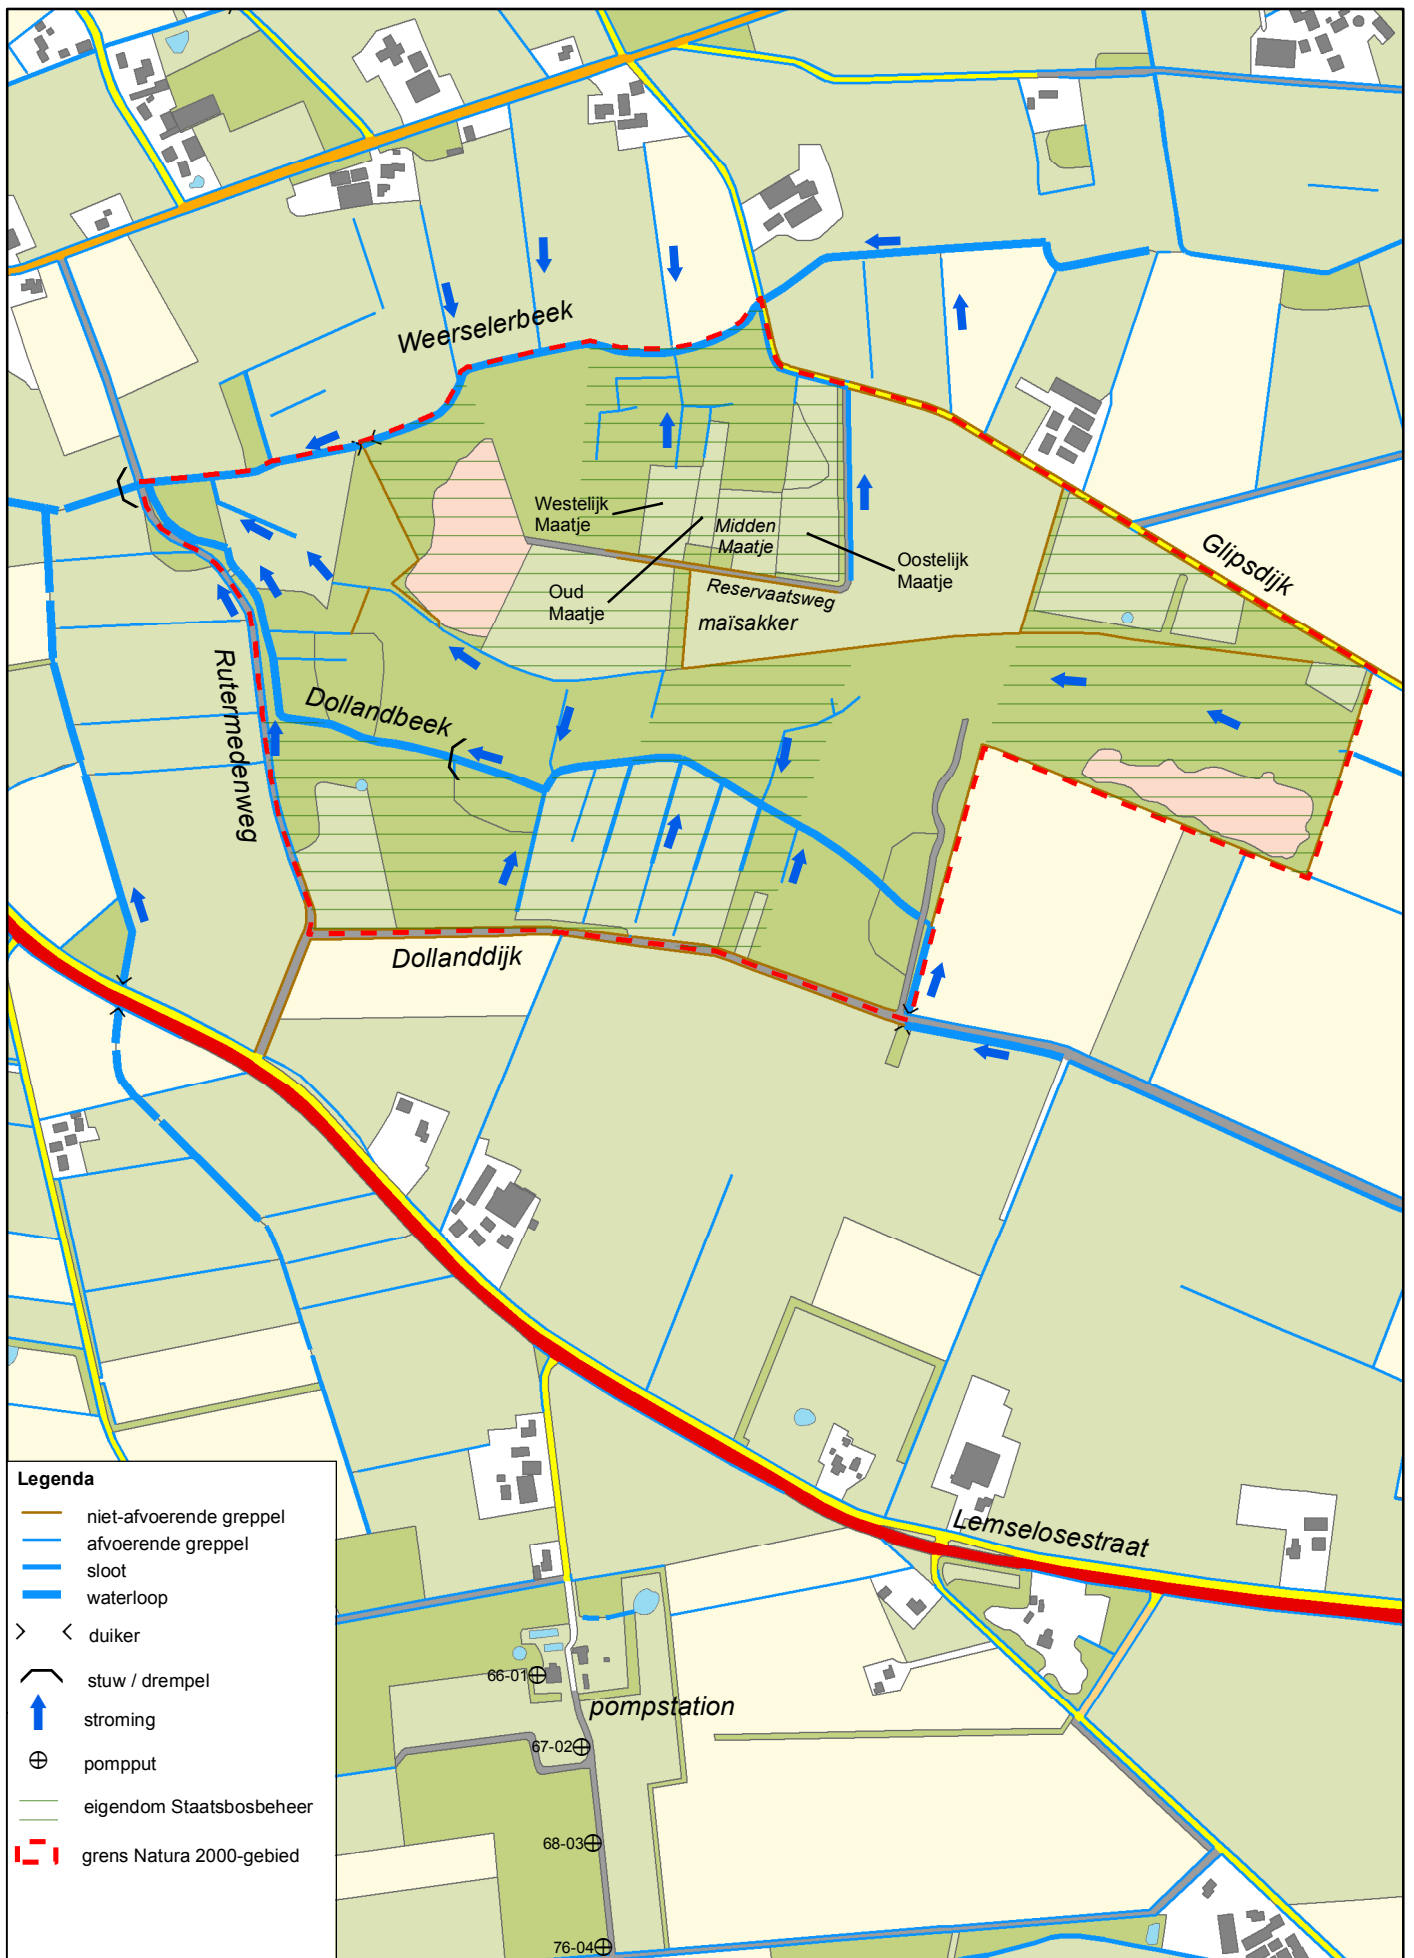 Weerselerbeek
Westelijk
Maatje
Midden
Maatje
Oostelijk
Maatje
Oud
Maatje
Reservaatsweg
maïsakker
Glipsdijk
Rutermedenweg
Dollandbeek
Dollanddijk
Lemselosestraat
66-01
pompstation
67-02
68-03
76-04
Legenda
niet-afvoerende greppel
afvoerende greppel
sloot
waterloop
duiker
stuw / drempel
stroming
pompput
eigendom Staatsbosbeheer
grens Natura 2000-gebied